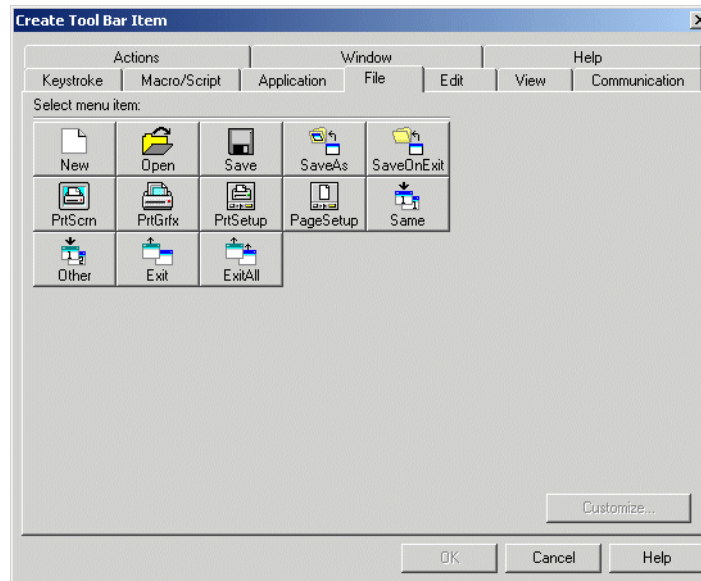 Create Tool Bar Item
Actions Window Help
Keystroke Macro/Script Application File Edit View Communication
Select menu item:
New Open Save SaveAs SaveOnExit
PrtScrn PrtGrfx PrtSetup PageSetup Same
Other Exit ExitAll
Customize...
OK Cancel Help